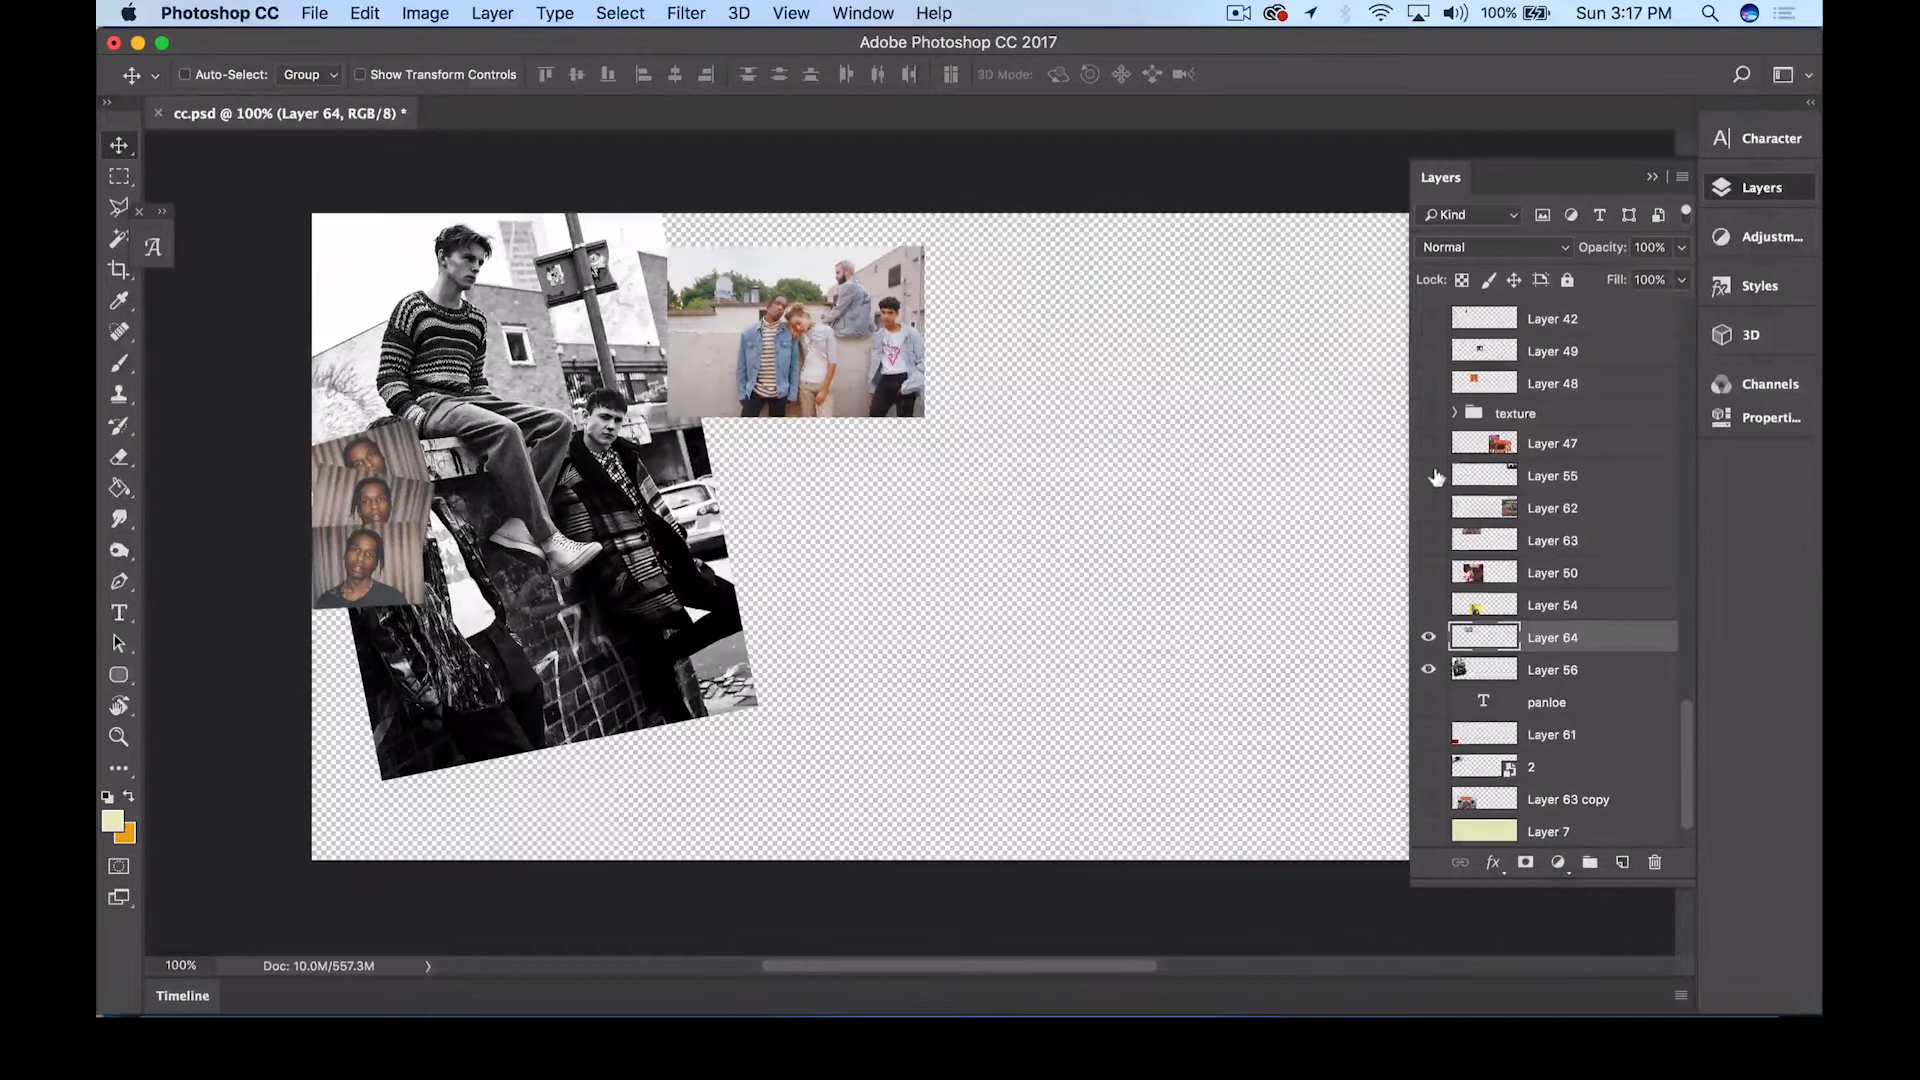 Photoshop CC File Edit Image Layer Type Select Filter 3D View Window Help 100% Sun 3:17 PM
Adobe Photoshop CC 2017
Auto-Select: Group Show Transform Controls 3D Mode:
cc.psd @ 100% (Layer 64, RGB/8) *
Character
Layers
Adjustm...
Styles
3D
Channels
Properti...
Layers
Kind
Normal Opacity: 100%
Lock: Fill: 100%
Layer 42
Layer 49
Layer 48
texture
Layer 47
Layer 55
Layer 62
Layer 63
Layer 50
Layer 54
Layer 64
Layer 56
panloe
Layer 61
2
Layer 63 copy
Layer 7
fx
100% Doc: 10.0M/557.3M
Timeline